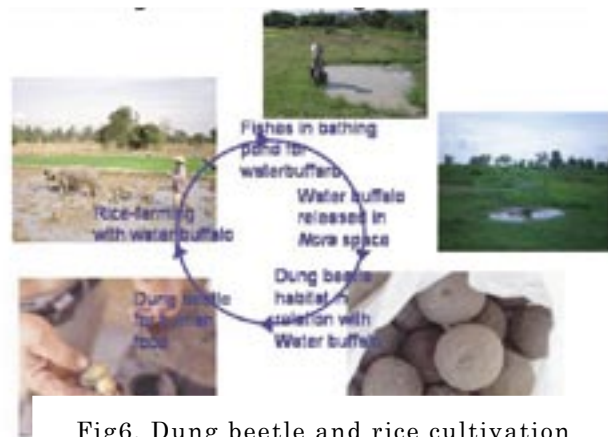 Fishes in bathing
pond for
waterbuffaro
Water buffalo
released in
Nora space
Dung beetle
habitat in
relation with
Water buffalo
Dung beetle
for human
food
Rice-farming
with water buffalo
Fig6. Dung beetle and rice cultivation